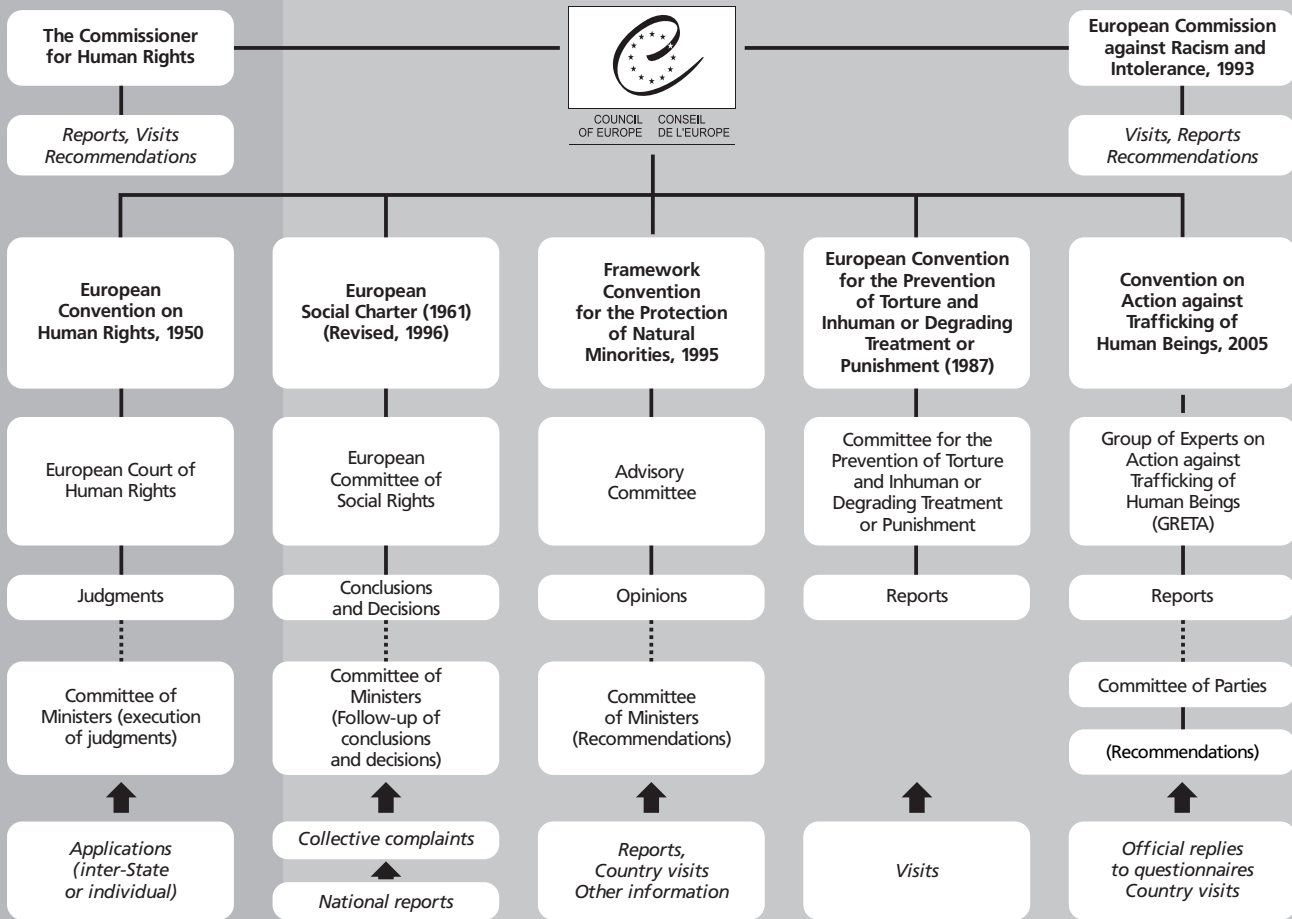 The Commissioner
for Human Rights
Reports, Visits
Recommendations
COUNCIL OF EUROPE
CONSEIL DE L'EUROPE
European Commission
against Racism and
Intolerance, 1993
Visits, Reports
Recommendations
European
Convention on
Human Rights, 1950
European Court of
Human Rights
Judgments
Committee of
Ministers (execution
of judgments)
Applications
(inter-State
or individual)
European
Social Charter (1961)
(Revised, 1996)
European
Committee of
Social Rights
Conclusions
and Decisions
Committee of
Ministers
(Follow-up of
conclusions
and decisions)
Collective complaints
National reports
Framework
Convention
for the Protection
of Natural
Minorities, 1995
Advisory
Committee
Opinions
Committee
of Ministers
(Recommendations)
Reports,
Country visits
Other information
European Convention
for the Prevention
of Torture and
Inhuman or Degrading
Treatment or
Punishment (1987)
Committee for the
Prevention of Torture
and Inhuman or
Degrading Treatment
or Punishment
Reports
Visits
Convention on
Action against
Trafficking of
Human Beings, 2005
Group of Experts on
Action against
Trafficking of
Human Beings
(GRETA)
Reports
Committee of Parties
(Recommendations)
Official replies
to questionnaires
Country visits